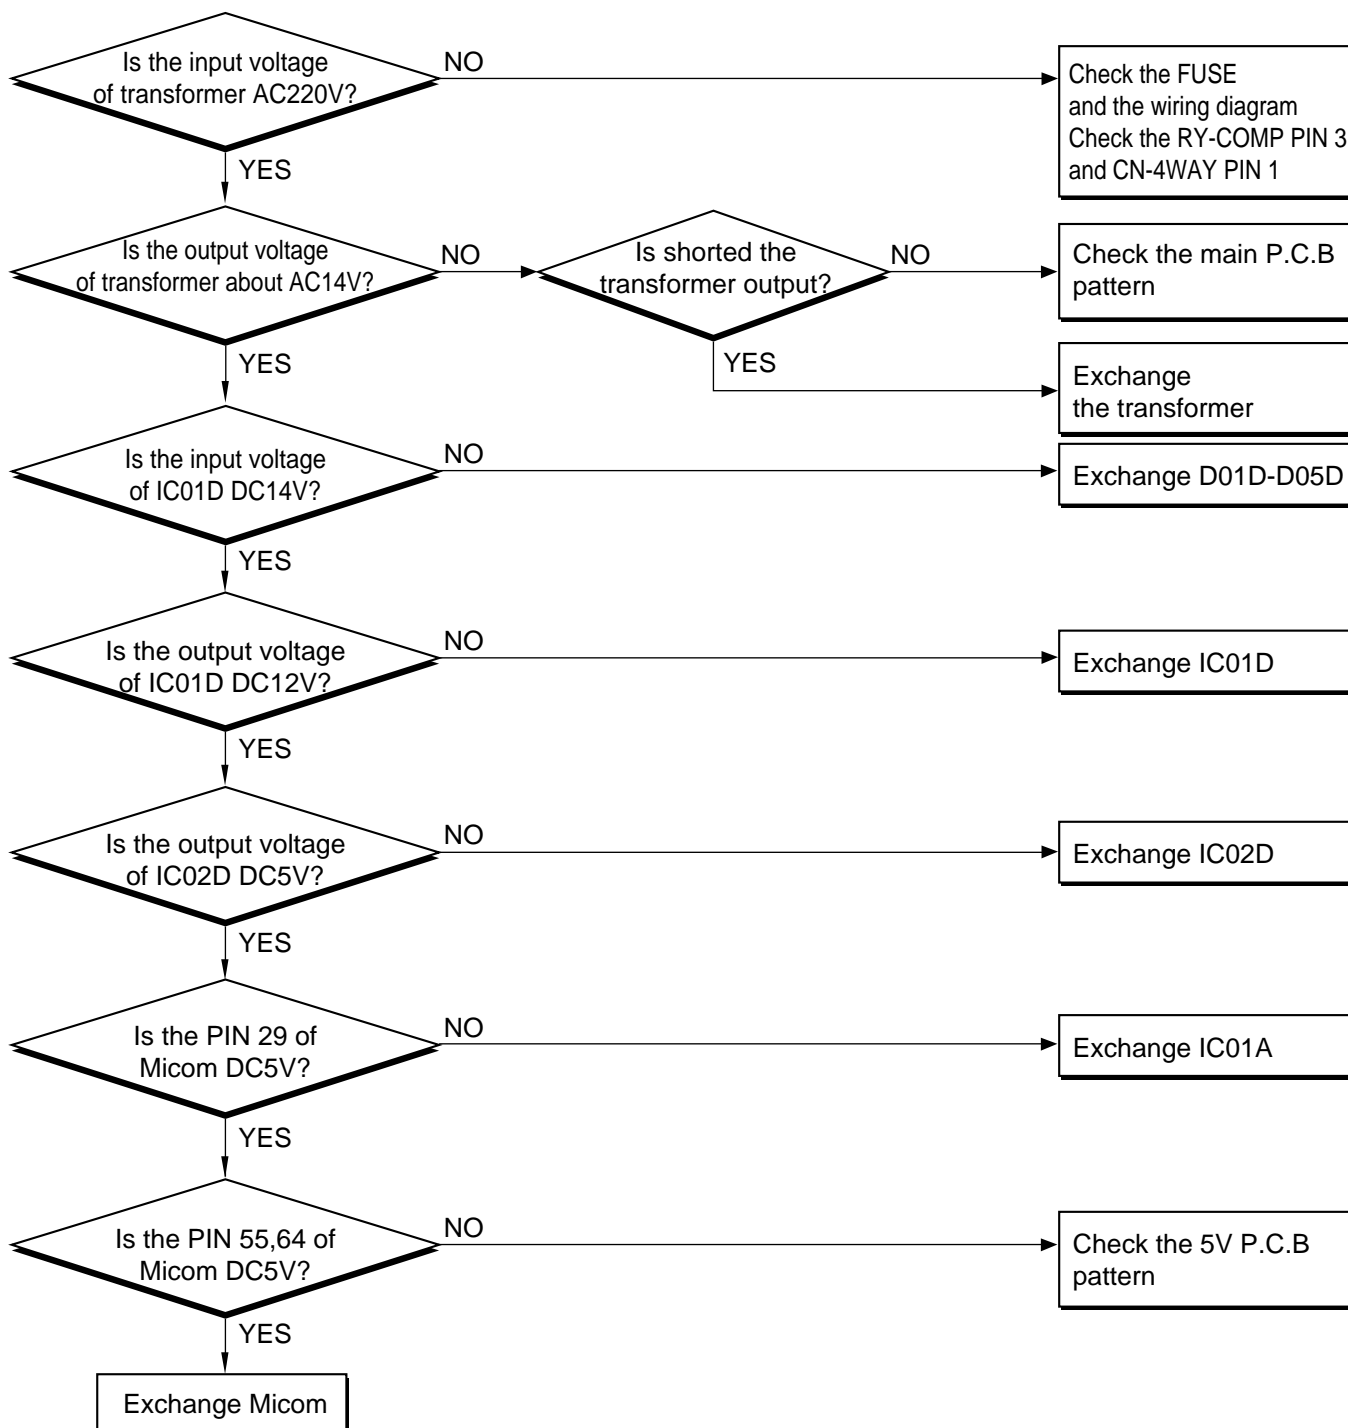 Is the input voltage
of transformer AC220V?
NO
Check the FUSE
and the wiring diagram
Check the RY-COMP PIN 3
and CN-4WAY PIN 1
YES
Is the output voltage
of transformer about AC14V?
NO
Is shorted the
transformer output?
NO
Check the main P.C.B
pattern
YES
YES
Exchange
the transformer
Is the input voltage
of IC01D DC14V?
NO
Exchange D01D-D05D
YES
Is the output voltage
of IC01D DC12V?
NO
Exchange IC01D
YES
Is the output voltage
of IC02D DC5V?
NO
Exchange IC02D
YES
Is the PIN 29 of
Micom DC5V?
NO
Exchange IC01A
YES
Is the PIN 55,64 of
Micom DC5V?
NO
Check the 5V P.C.B
pattern
YES
Exchange Micom